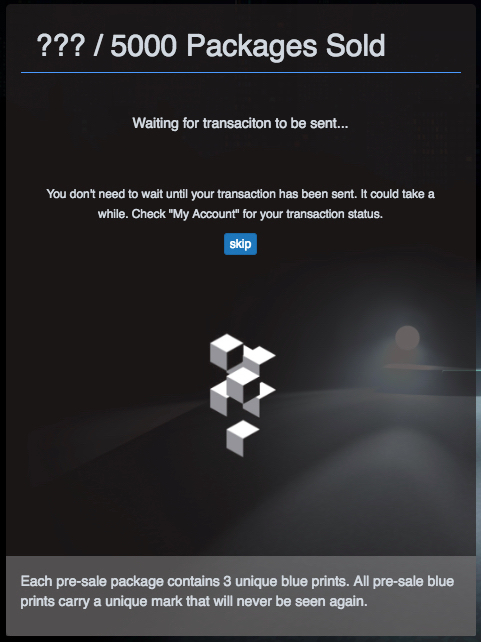 ??? / 5000 Packages Sold
Waiting for transaciton to be sent...
You don't need to wait until your transaction has been sent. It could take a
while. Check "My Account" for your transaction status.
skip
Each pre-sale package contains 3 unique blue prints. All pre-sale blue
prints carry a unique mark that will never be seen again.